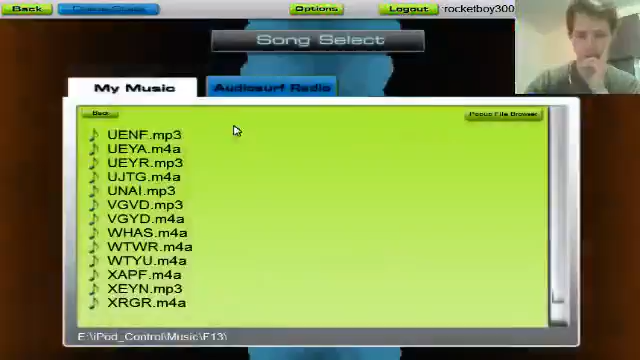 Back
Options
Logout
rocketboy300
Song Select
My Music
Audiosurf Radio
Back
Popup File Browser
UENF.mp3
UEYA.m4a
UEYR.mp3
UJTG.m4a
UNAI.mp3
VGVD.mp3
VGYD.m4a
WHAS.m4a
WTWR.m4a
WTYU.m4a
XAPF.m4a
XEYN.mp3
XRGR.m4a
E:\iPod_Control\Music\F13\